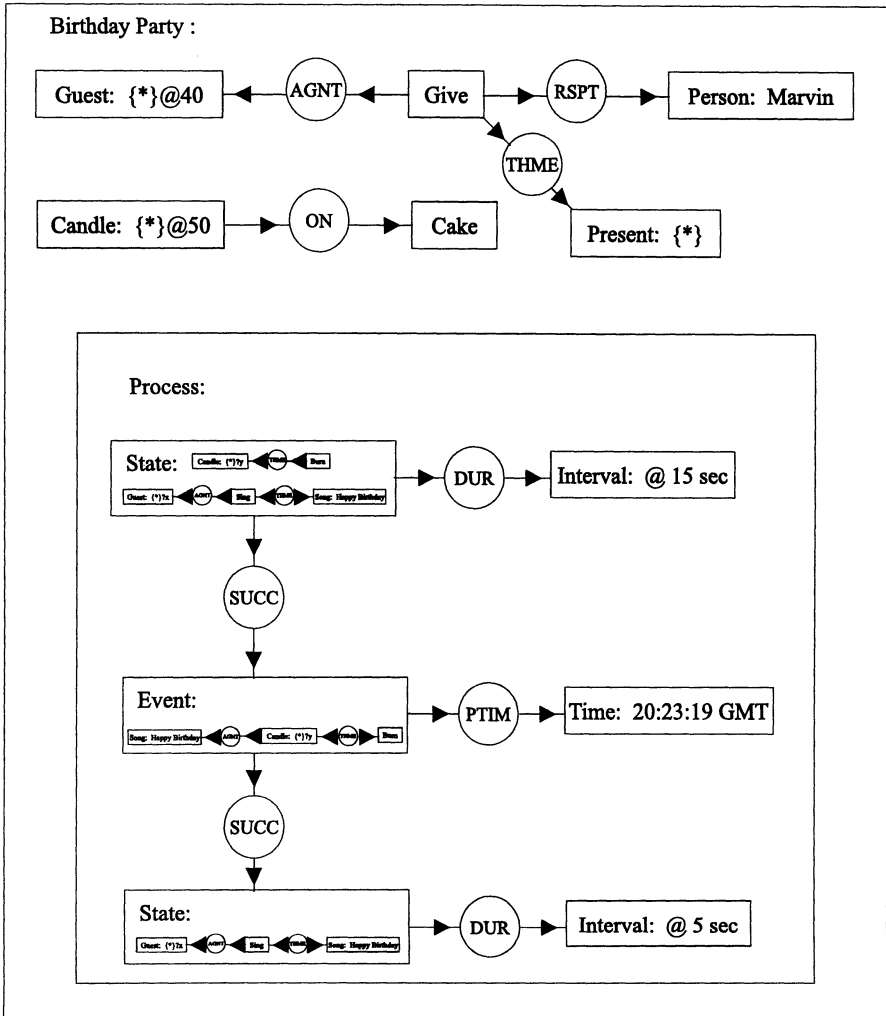 Birthday Party :
Guest: {*}@40 AGNT Give RSPT Person: Marvin
THME
Candle: {*}@50 ON Cake Present: {*}
Process:
State: Candle: {*}?y THME Burn
DUR Interval: @ 15 sec
Guest: {*}?x AGNT Sing THME Song: Happy Birthday
SUCC
Event:
PTIM Time: 20:23:19 GMT
Song: Happy Birthday AGNT Candle: {*}?y THME Burn
SUCC
State:
DUR Interval: @ 5 sec
Guest: {*}?x AGNT Sing THME Song: Happy Birthday